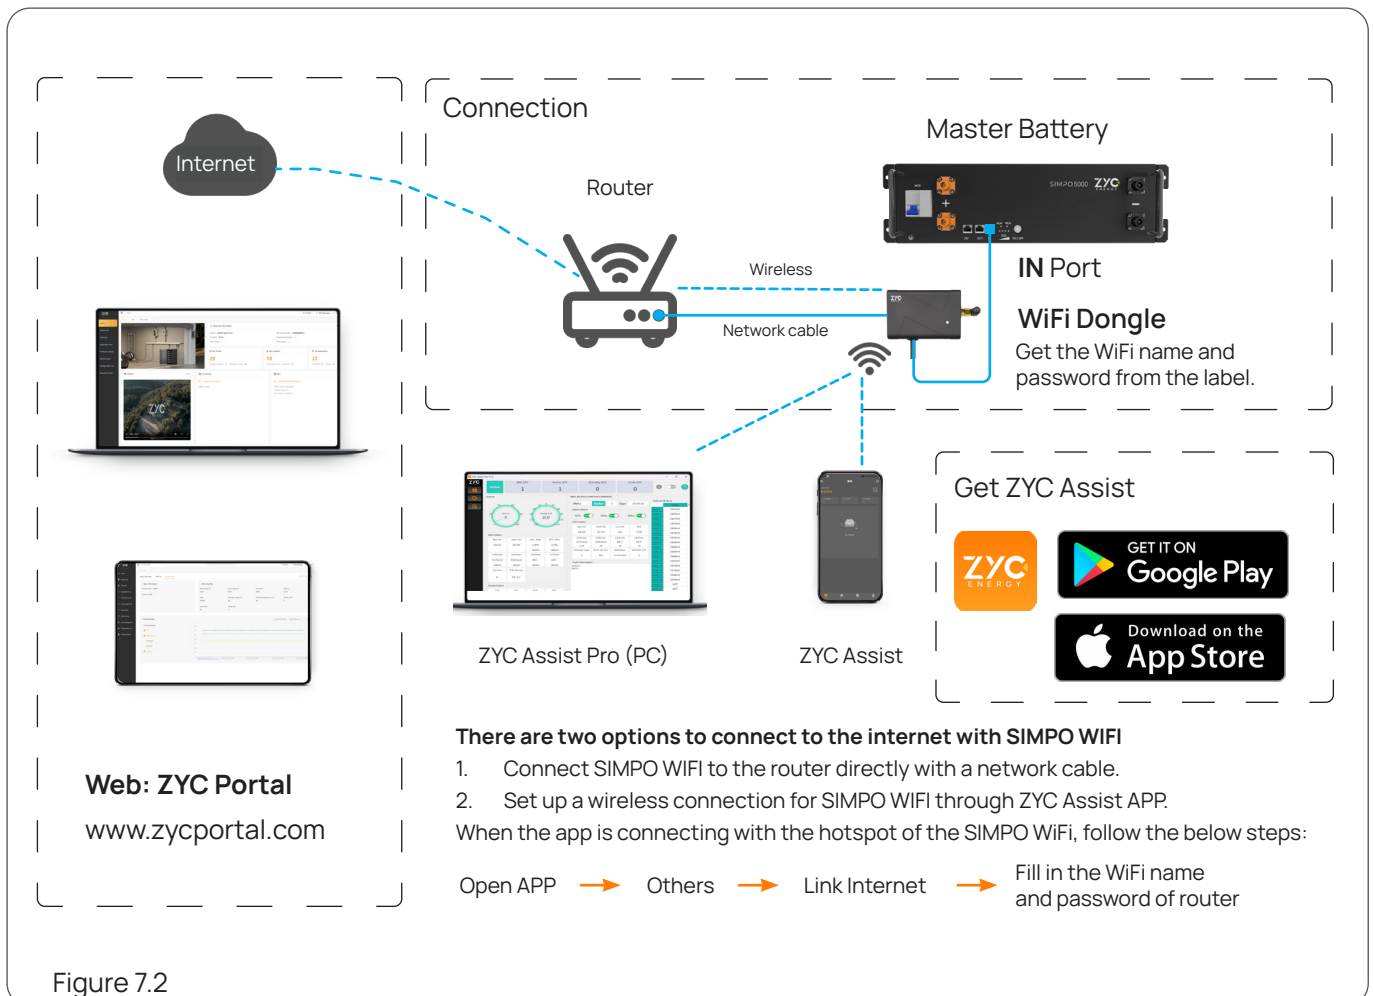 Internet
Web: ZYC Portal
www.zycportal.com
Connection
Master Battery
Router
SIMPO5000 ZYC
ENERGY
Wireless
Network cable
ZYC
IN Port
WiFi Dongle
Get the WiFi name and
password from the label.
ZYC Assist Pro (PC)
ZYC Assist
Get ZYC Assist
ZYC
ENERGY
GET IT ON
Google Play
Download on the
App Store
There are two options to connect to the internet with SIMPO WIFI
1. Connect SIMPO WIFI to the router directly with a network cable.
2. Set up a wireless connection for SIMPO WIFI through ZYC Assist APP.
When the app is connecting with the hotspot of the SIMPO WiFi, follow the below steps:
Open APP
Others
Link Internet
Fill in the WiFi name
and password of router
Figure 7.2